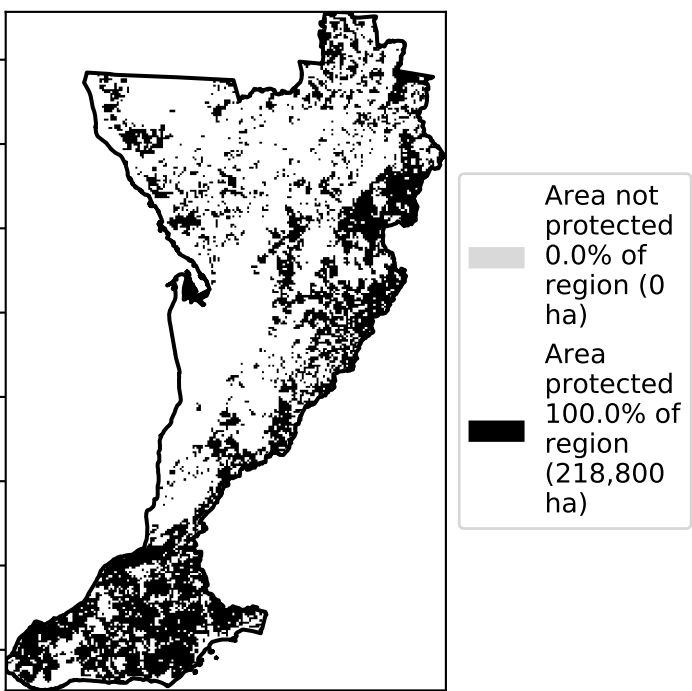 Area not
protected
0.0% of
region (0
ha)
Area
protected
100.0% of
region
(218,800
ha)